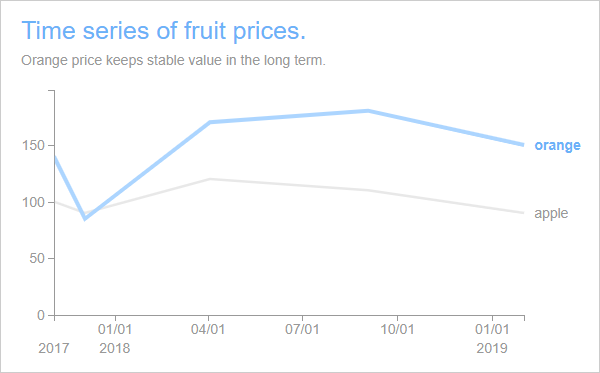 Time series of fruit prices.
Orange price keeps stable value in the long term.
150
100
50
0
orange
apple
01/01 04/01 07/01 10/01 01/01
2017 2018 2019